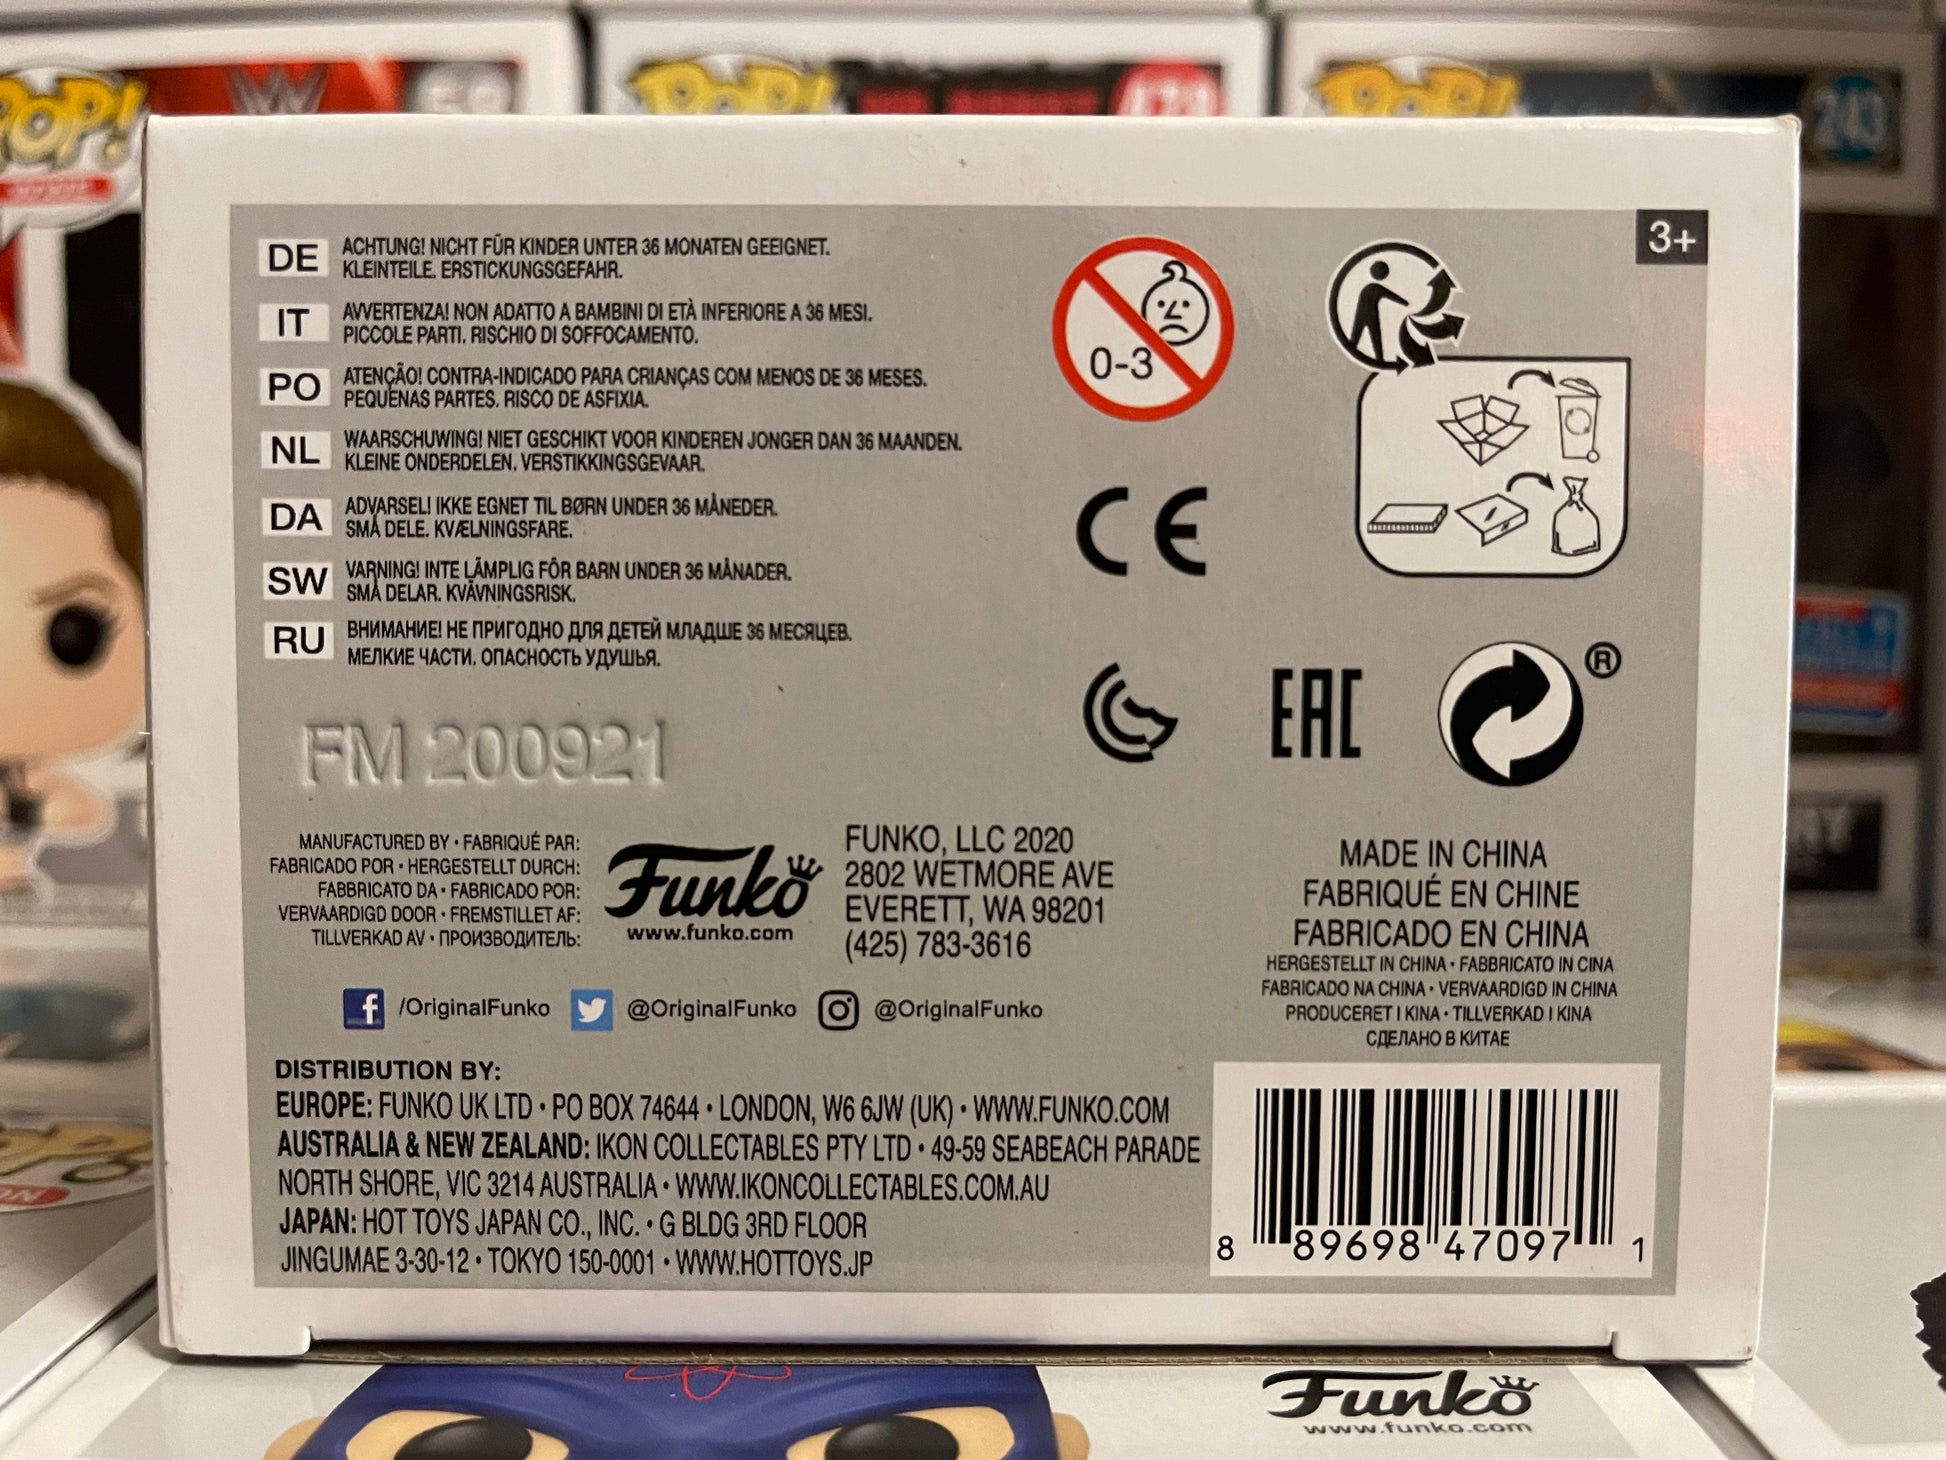 POP!
POP!
POP!
243
3+
DE ACHTUNG! NICHT FÜR KINDER UNTER 36 MONATEN GEEIGNET.
KLEINTEILE. ERSTICKUNGSGEFAHR.
IT AVVERTENZA! NON ADATTO A BAMBINI DI ETÀ INFERIORE A 36 MESI.
PICCOLE PARTI. RISCHIO DI SOFFOCAMENTO.
PO ATENÇÃO! CONTRA-INDICADO PARA CRIANÇAS COM MENOS DE 36 MESES.
PEQUENAS PARTES. RISCO DE ASFIXIA.
NL WAARSCHUWING! NIET GESCHIKT VOOR KINDEREN JONGER DAN 36 MAANDEN.
KLEINE ONDERDELEN. VERSTIKKINGSGEVAAR.
DA ADVARSEL! IKKE EGNET TIL BØRN UNDER 36 MÅNEDER.
SMÅ DELE. KVÆLNINGSFARE.
SW VARNING! INTE LÄMPLIG FÖR BARN UNDER 36 MÅNADER.
SMÅ DELAR. KVÄVNINGSRISK.
RU ВНИМАНИЕ! НЕ ПРИГОДНО ДЛЯ ДЕТЕЙ МЛАДШЕ 36 МЕСЯЦЕВ.
МЕЛКИЕ ЧАСТИ. ОПАСНОСТЬ УДУШЬЯ.
0-3
CE
EAC
®
FM 200921
MANUFACTURED BY • FABRIQUÉ PAR:
FABRICADO POR • HERGESTELLT DURCH:
FABBRICATO DA • FABRICADO POR:
VERVAARDIGD DOOR • FREMSTILLET AF:
TILLVERKAD AV • ПРОИЗВОДИТЕЛЬ:
Funko
www.funko.com
FUNKO, LLC 2020
2802 WETMORE AVE
EVERETT, WA 98201
(425) 783-3616
MADE IN CHINA
FABRIQUÉ EN CHINE
FABRICADO EN CHINA
HERGESTELLT IN CHINA • FABBRICATO IN CINA
FABRICADO NA CHINA • VERVAARDIGD IN CHINA
PRODUCERET I KINA • TILLVERKAD I KINA
СДЕЛАНО В КИТАЕ
f /OriginalFunko @OriginalFunko @OriginalFunko
DISTRIBUTION BY:
EUROPE: FUNKO UK LTD • PO BOX 74644 • LONDON, W6 6JW (UK) • WWW.FUNKO.COM
AUSTRALIA & NEW ZEALAND: IKON COLLECTABLES PTY LTD • 49-59 SEABEACH PARADE
NORTH SHORE, VIC 3214 AUSTRALIA • WWW.IKONCOLLECTABLES.COM.AU
JAPAN: HOT TOYS JAPAN CO., INC. • G BLDG 3RD FLOOR
JINGUMAE 3-30-12 • TOKYO 150-0001 • WWW.HOTTOYS.JP
8 89698 47097 1
Funko
www.funko.com